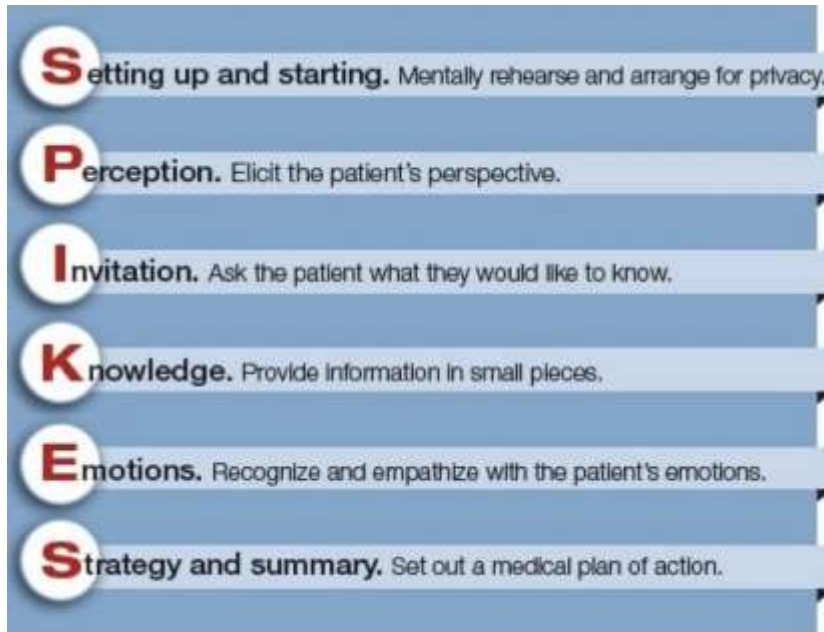 Setting up and starting. Mentally rehearse and arrange for privacy.
Perception. Elicit the patient's perspective.
Invitation. Ask the patient what they would like to know.
Knowledge. Provide information in small pieces.
Emotions. Recognize and empathize with the patient's emotions.
Strategy and summary. Set out a medical plan of action.